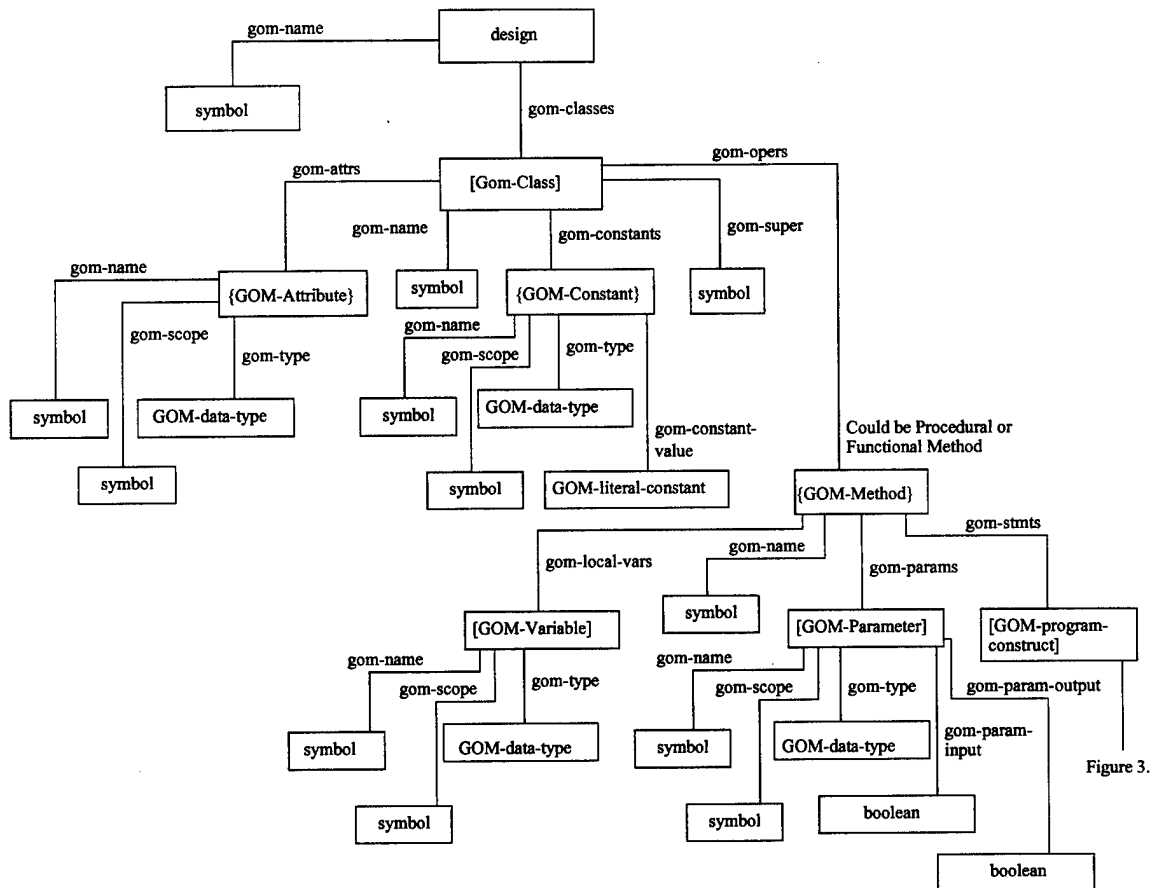 gom-name
design
symbol
gom-classes
gom-opers
gom-attrs
[Gom-Class]
gom-name
gom-constants
gom-super
gom-name
{GOM-Attribute}
symbol
{GOM-Constant}
symbol
gom-scope
gom-type
gom-name
gom-scope
gom-type
symbol
GOM-data-type
symbol
GOM-data-type
Could be Procedural or
Functional Method
gom-constant-
value
symbol
symbol
GOM-literal-constant
{GOM-Method}
gom-stmts
gom-name
gom-local-vars
gom-params
symbol
[GOM-Variable]
[GOM-Parameter]
[GOM-program-
construct]
gom-name
gom-scope
gom-type
gom-name
gom-scope
gom-type
gom-param-output
symbol
GOM-data-type
symbol
GOM-data-type
gom-param-
input
Figure 3.
symbol
symbol
boolean
boolean